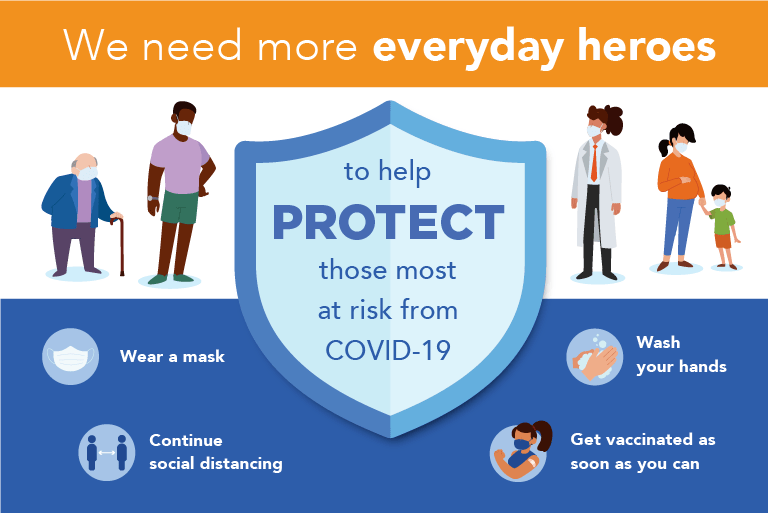 We need more everyday heroes
to help
PROTECT
those most
at risk from
COVID-19
Wear a mask
Continue
social distancing
Wash
your hands
Get vaccinated as
soon as you can